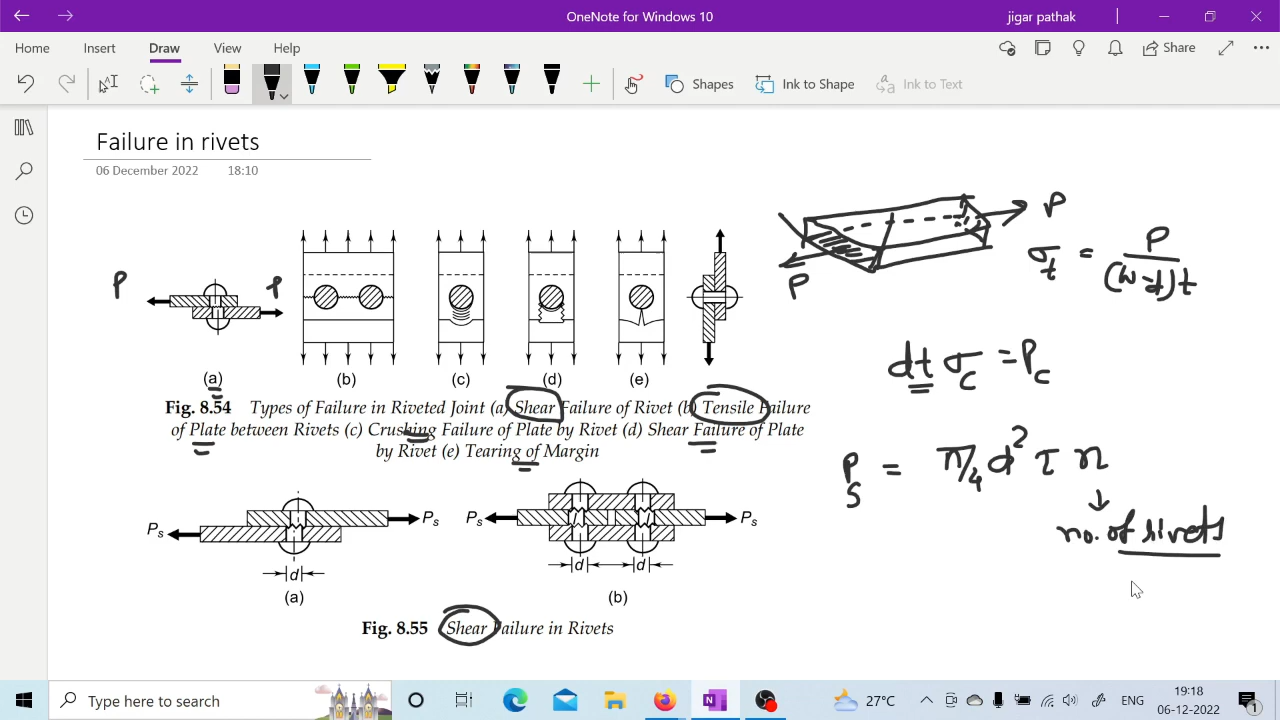 OneNote for Windows 10
jigar pathak
Home Insert Draw View Help
Share
Shapes
Ink to Shape
Ink to Text
Failure in rivets
06 December 2022 18:10
P P
(a) (b) (c) (d) (e)
Fig. 8.54 Types of Failure in Riveted Joint (a) Shear Failure of Rivet (b) Tensile Failure
of Plate between Rivets (c) Crushing Failure of Plate by Rivet (d) Shear Failure of Plate
by Rivet (e) Tearing of Margin
P P
σt = P/(w-d)t
dt σc = Pc
Ps = π/4 d² τ n
no. of rivets
Ps Ps Ps Ps
d d d
(a) (b)
Fig. 8.55 Shear Failure in Rivets
Type here to search
27°C
ENG
19:18
06-12-2022
1